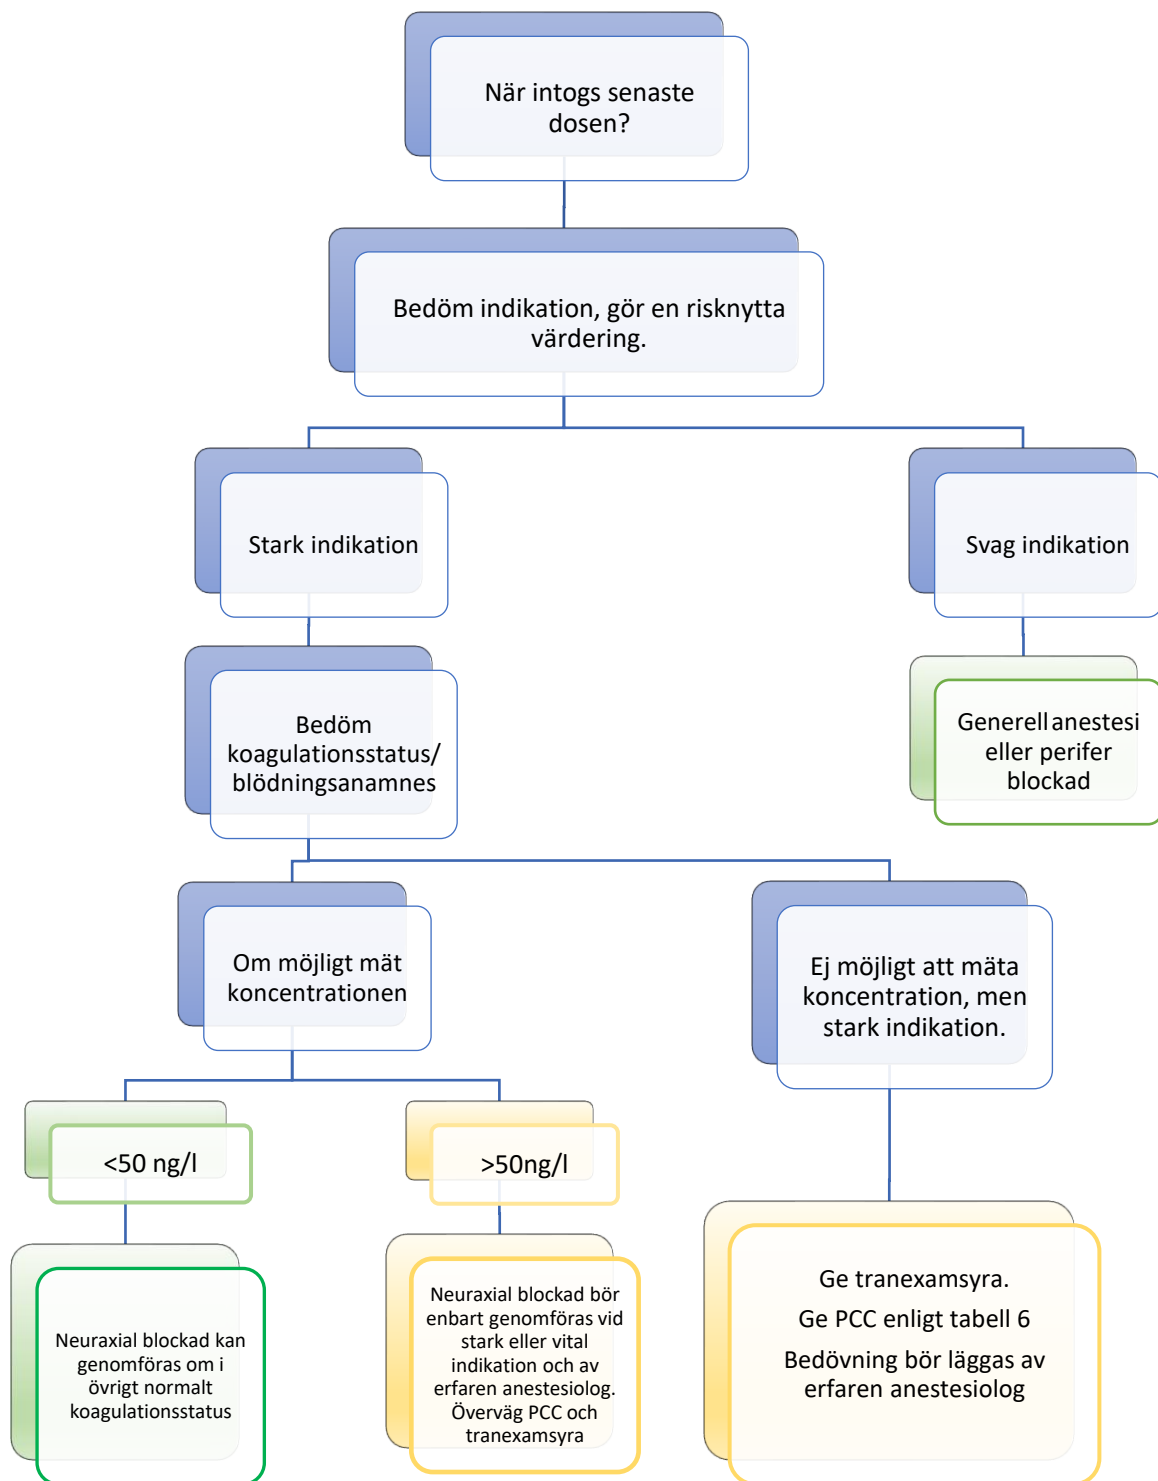 När intogs senaste
dosen?
Bedöm indikation, gör en risknytta
värdering.
Stark indikation
Svag indikation
Bedöm
koagulationsstatus/
blödningsanamnes
Generell anestesi
eller perifer
blockad
Om möjligt mät
koncentrationen
Ej möjligt att mäta
koncentration, men
stark indikation.
<50 ng/l
>50ng/l
Neuraxial blockad kan
genomföras om i
övrigt normalt
koagulationsstatus
Neuraxial blockad bör
enbart genomföras vid
stark eller vital
indikation och av
erfaren anestesiolog.
Överväg PCC och
tranexamsyra
Ge tranexamsyra.
Ge PCC enligt tabell 6
Bedövning bör läggas av
erfaren anestesiolog